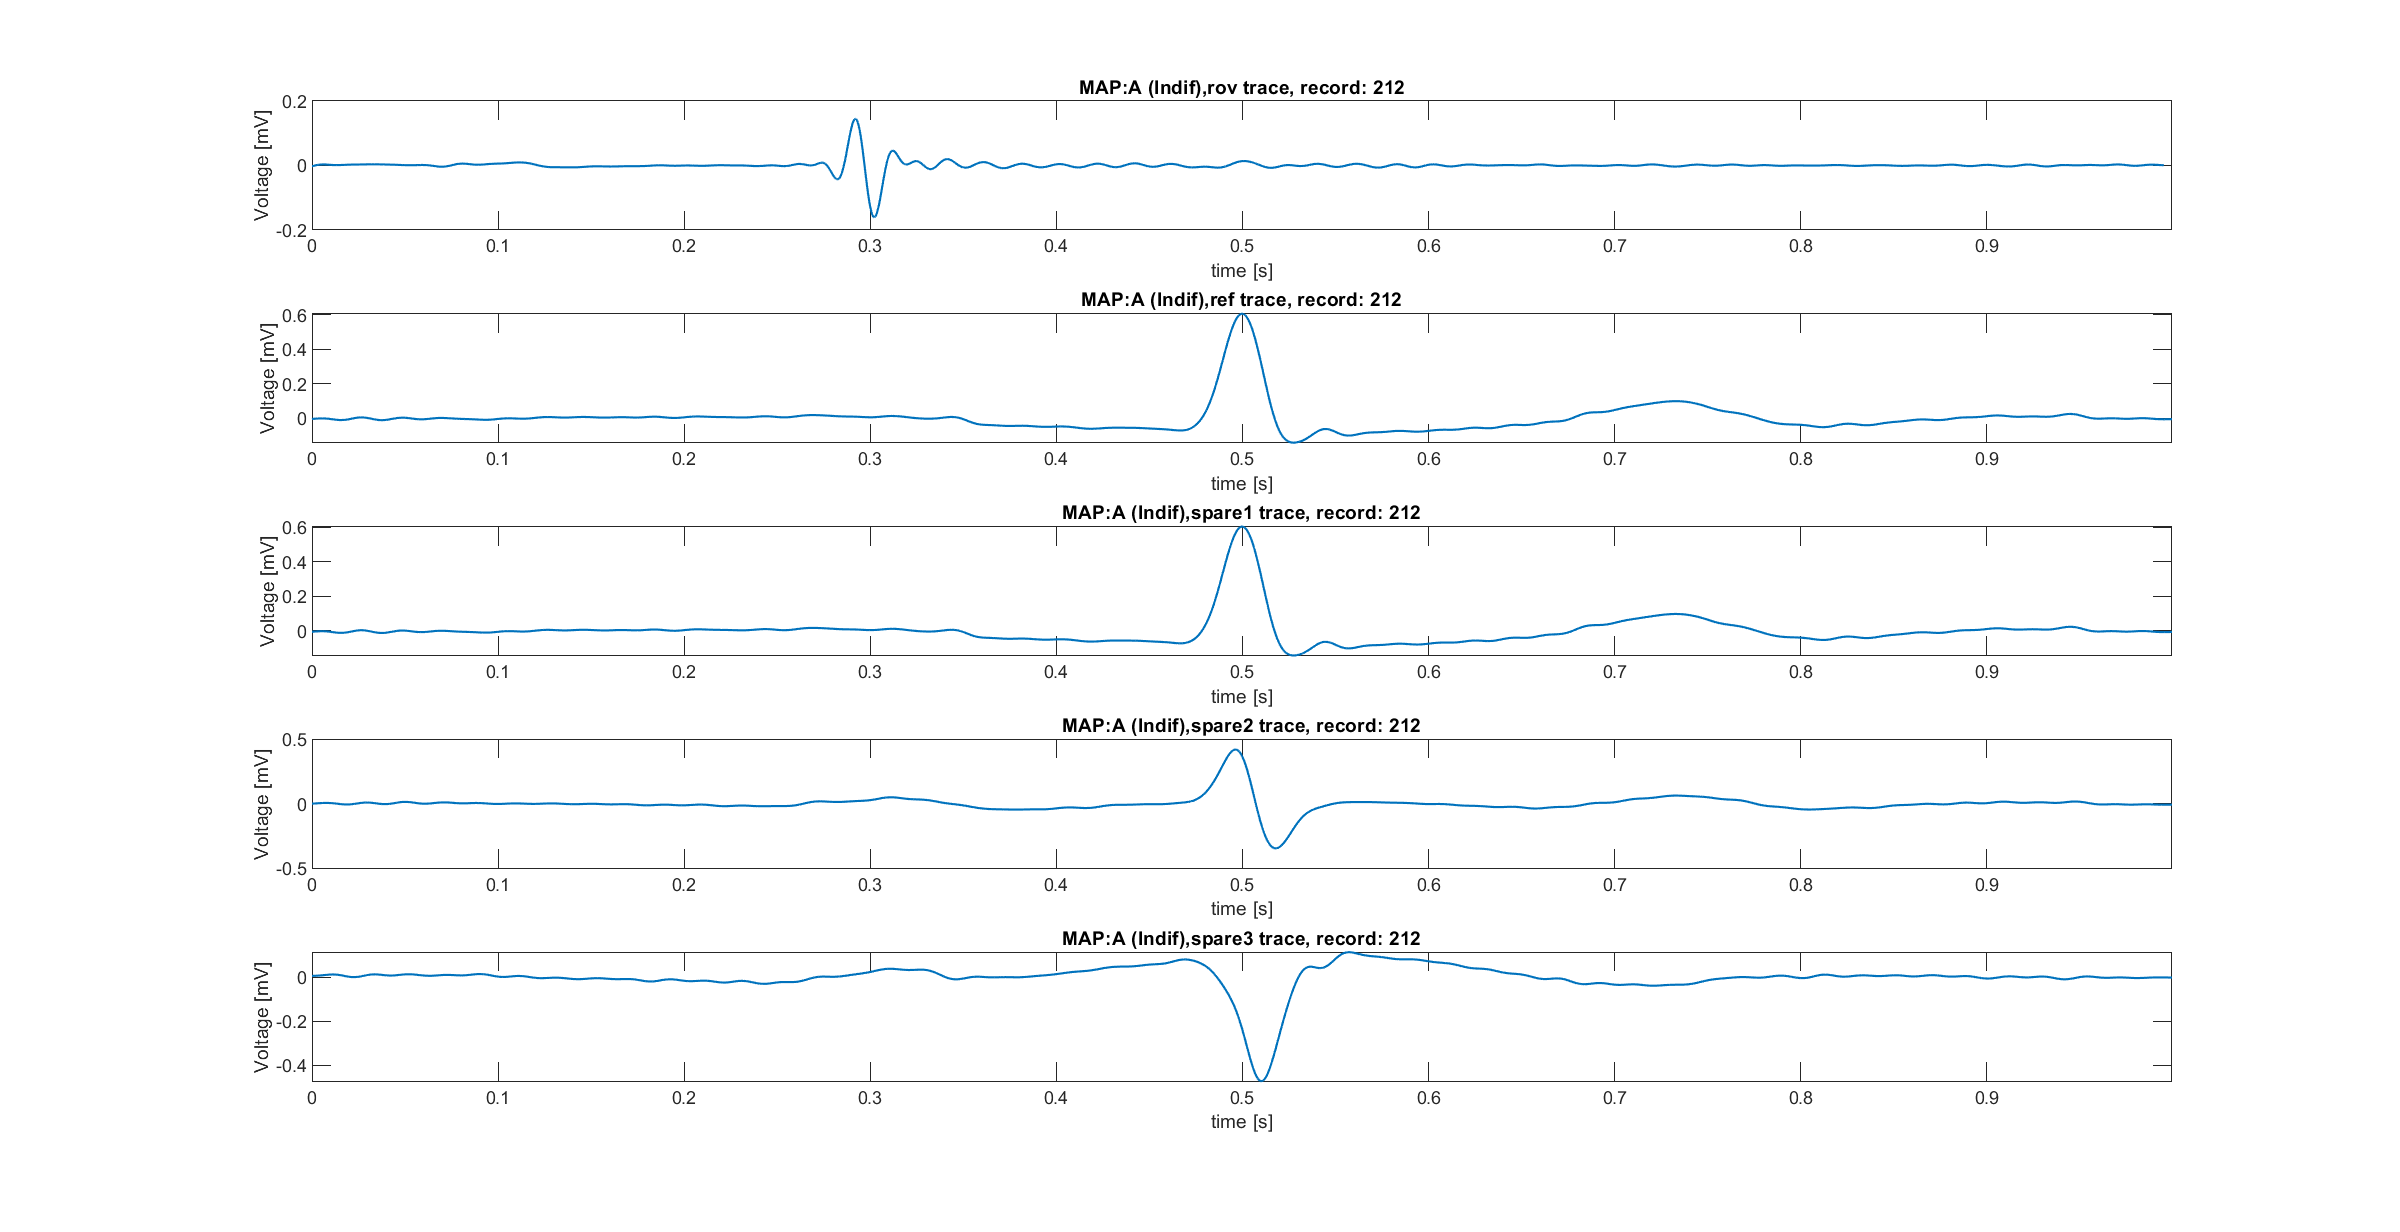 MAP:A (Indif),rov trace, record: 212
Voltage [mV]
0.2
0
-0.2
0 0.1 0.2 0.3 0.4 0.5 0.6 0.7 0.8 0.9
time [s]
MAP:A (Indif),ref trace, record: 212
Voltage [mV]
0.6
0.4
0.2
0
0 0.1 0.2 0.3 0.4 0.5 0.6 0.7 0.8 0.9
time [s]
MAP:A (Indif),spare1 trace, record: 212
Voltage [mV]
0.6
0.4
0.2
0
0 0.1 0.2 0.3 0.4 0.5 0.6 0.7 0.8 0.9
time [s]
MAP:A (Indif),spare2 trace, record: 212
Voltage [mV]
0.5
0
-0.5
0 0.1 0.2 0.3 0.4 0.5 0.6 0.7 0.8 0.9
time [s]
MAP:A (Indif),spare3 trace, record: 212
Voltage [mV]
0
-0.2
-0.4
0 0.1 0.2 0.3 0.4 0.5 0.6 0.7 0.8 0.9
time [s]